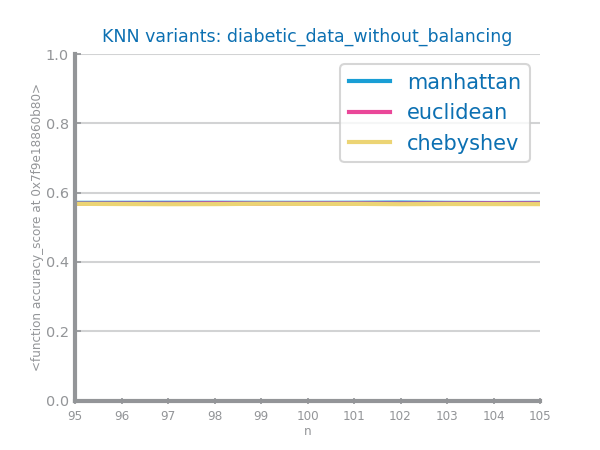 KNN variants: diabetic_data_without_balancing
manhattan
euclidean
chebyshev
<function accuracy_score at 0x7f9e18860b80>
1.0
0.8
0.6
0.4
0.2
0.0
95 96 97 98 99 100 101 102 103 104 105
n